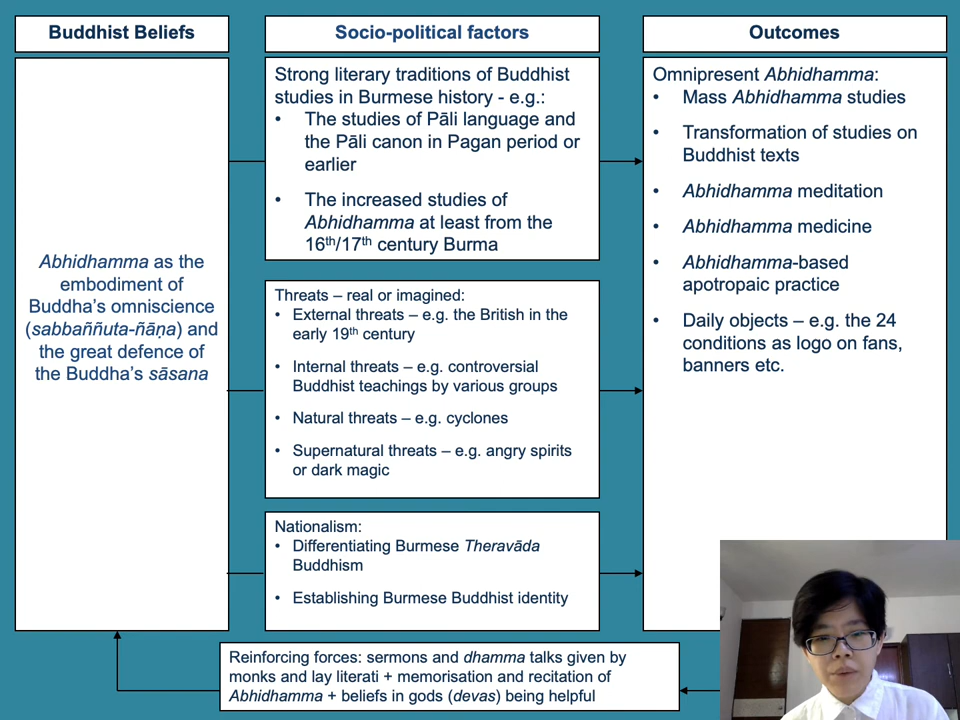 Buddhist Beliefs
Abhidhamma as the
embodiment of
Buddha's omniscience
(sabbaññuta-ñāṇa) and
the great defence of
the Buddha's sāsana
Socio-political factors
Strong literary traditions of Buddhist
studies in Burmese history - e.g.:
• The studies of Pāli language and
the Pāli canon in Pagan period or
earlier
• The increased studies of
Abhidhamma at least from the
16th/17th century Burma
Threats – real or imagined:
• External threats – e.g. the British in the
early 19th century
• Internal threats – e.g. controversial
Buddhist teachings by various groups
• Natural threats – e.g. cyclones
• Supernatural threats – e.g. angry spirits
or dark magic
Nationalism:
• Differentiating Burmese Theravāda
Buddhism
• Establishing Burmese Buddhist identity
Outcomes
Omnipresent Abhidhamma:
• Mass Abhidhamma studies
• Transformation of studies on
Buddhist texts
• Abhidhamma meditation
• Abhidhamma medicine
• Abhidhamma-based
apotropaic practice
• Daily objects – e.g. the 24
conditions as logo on fans,
banners etc.
Reinforcing forces: sermons and dhamma talks given by
monks and lay literati + memorisation and recitation of
Abhidhamma + beliefs in gods (devas) being helpful